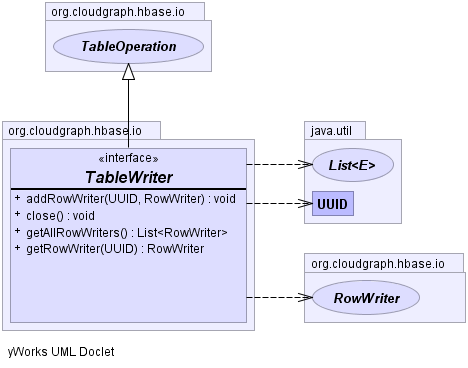 org.cloudgraph.hbase.io
TableOperation
org.cloudgraph.hbase.io
«interface»
TableWriter
+ addRowWriter(UUID, RowWriter) : void
+ close() : void
+ getAllRowWriters() : List<RowWriter>
+ getRowWriter(UUID) : RowWriter
java.util
List<E>
UUID
org.cloudgraph.hbase.io
RowWriter
yWorks UML Doclet